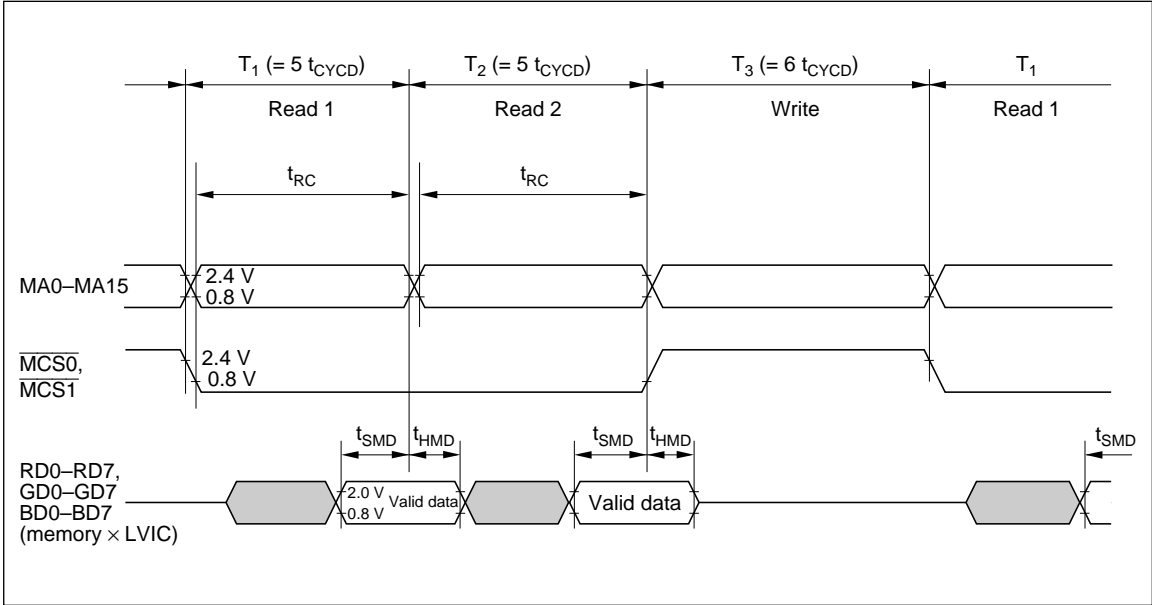 T1 (= 5 tCYCD) T2 (= 5 tCYCD) T3 (= 6 tCYCD) T1
Read 1 Read 2 Write Read 1
tRC tRC
MA0–MA15 2.4 V
0.8 V
MCS0, 2.4 V
MCS1 0.8 V
tSMD tHMD tSMD tHMD tSMD
RD0–RD7,
GD0–GD7 2.0 V Valid data Valid data
BD0–BD7 0.8 V
(memory × LVIC)